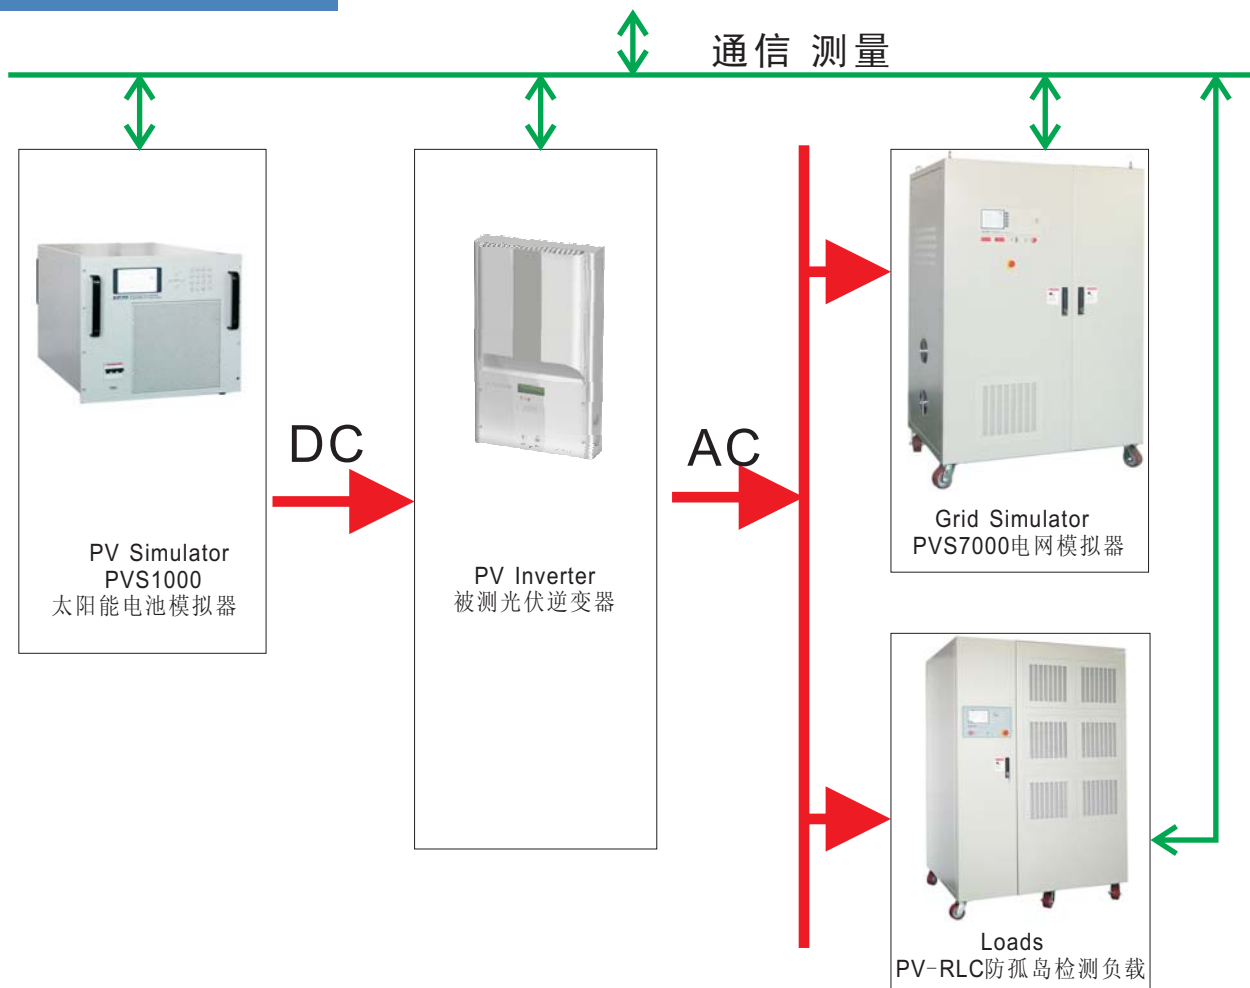 通信 测量
DC
AC
PV Simulator
PVS1000
太阳能电池模拟器
PV Inverter
被测光伏逆变器
Grid Simulator
PVS7000电网模拟器
Loads
PV-RLC防孤岛检测负载